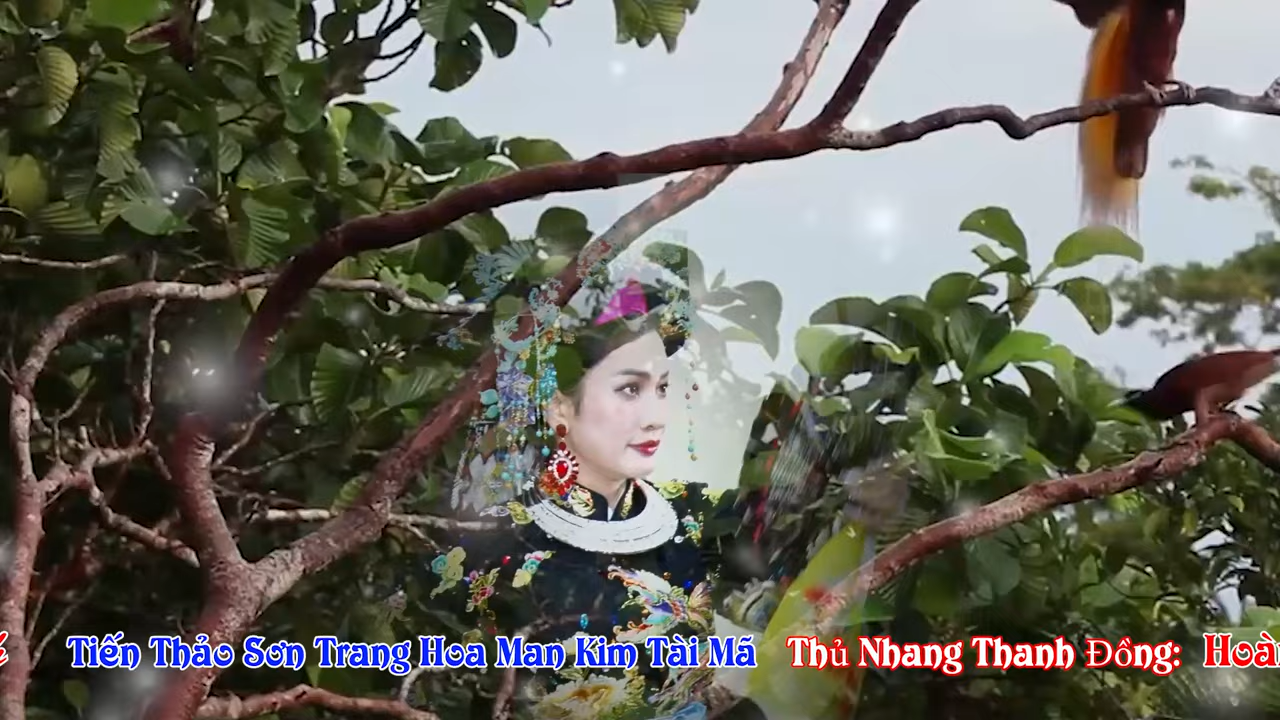 Tiến Thảo Sơn Trang Hoa Man Kim Tài Mã Thủ Nhang Thanh Đồng: